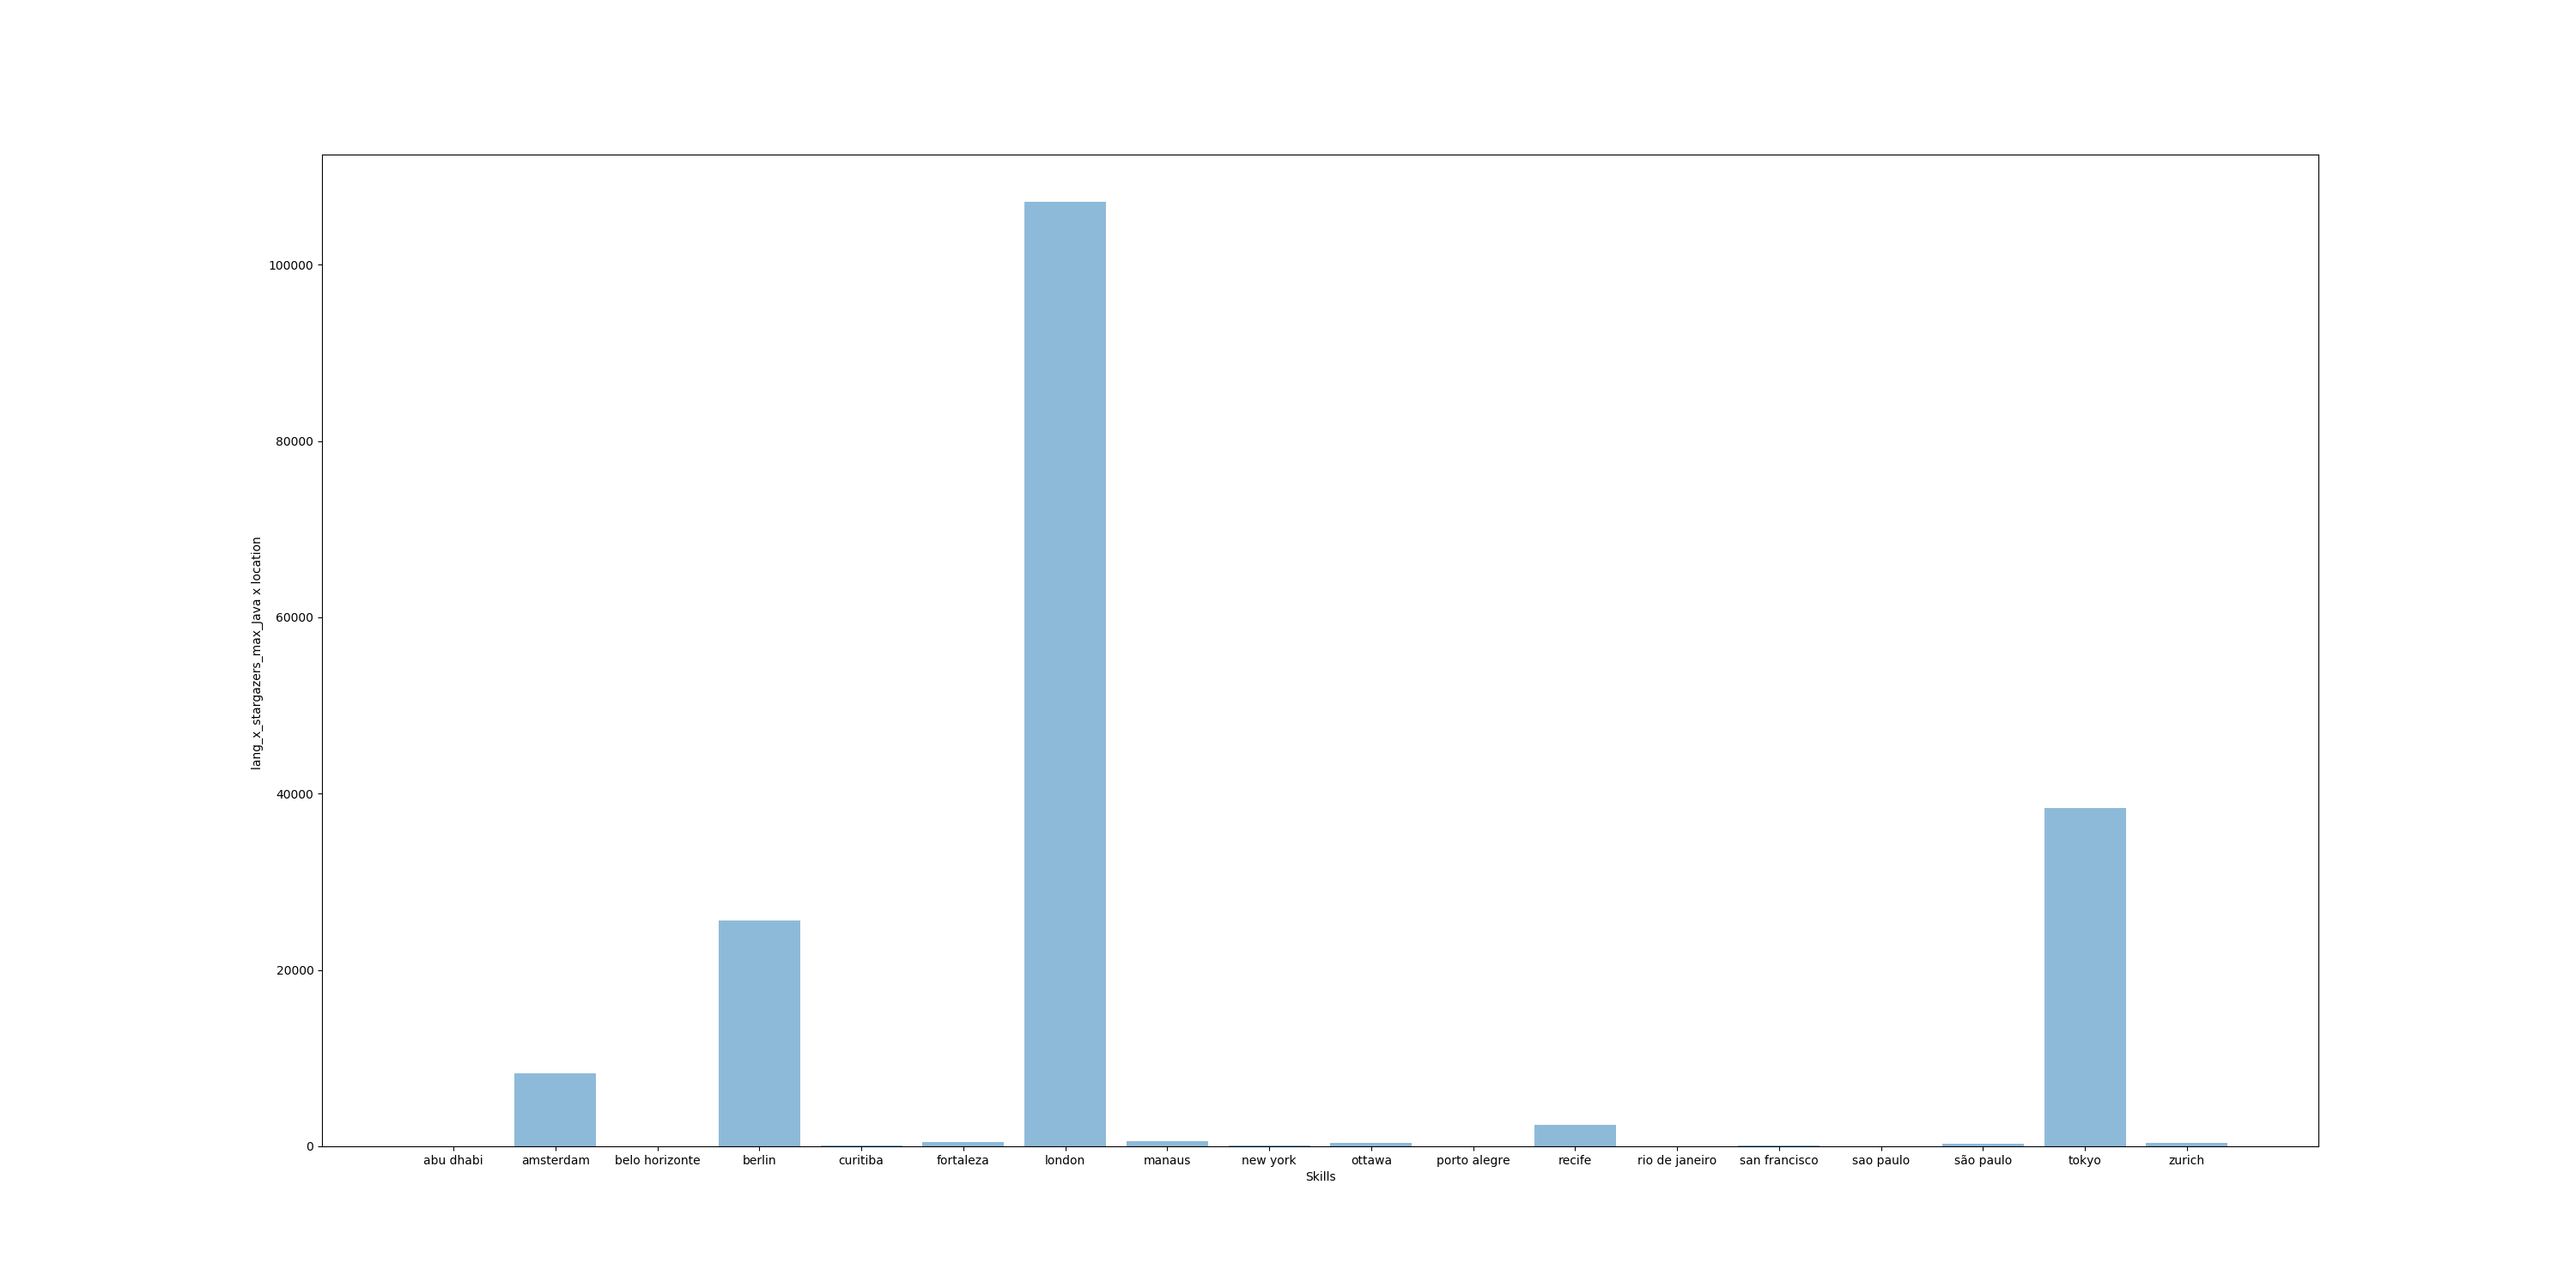 100000
80000
60000
40000
20000
0
lang_x_stargazers_max_Java x location
abu dhabi amsterdam belo horizonte berlin curitiba fortaleza london manaus new york ottawa porto alegre recife rio de janeiro san francisco sao paulo são paulo tokyo zurich
Skills